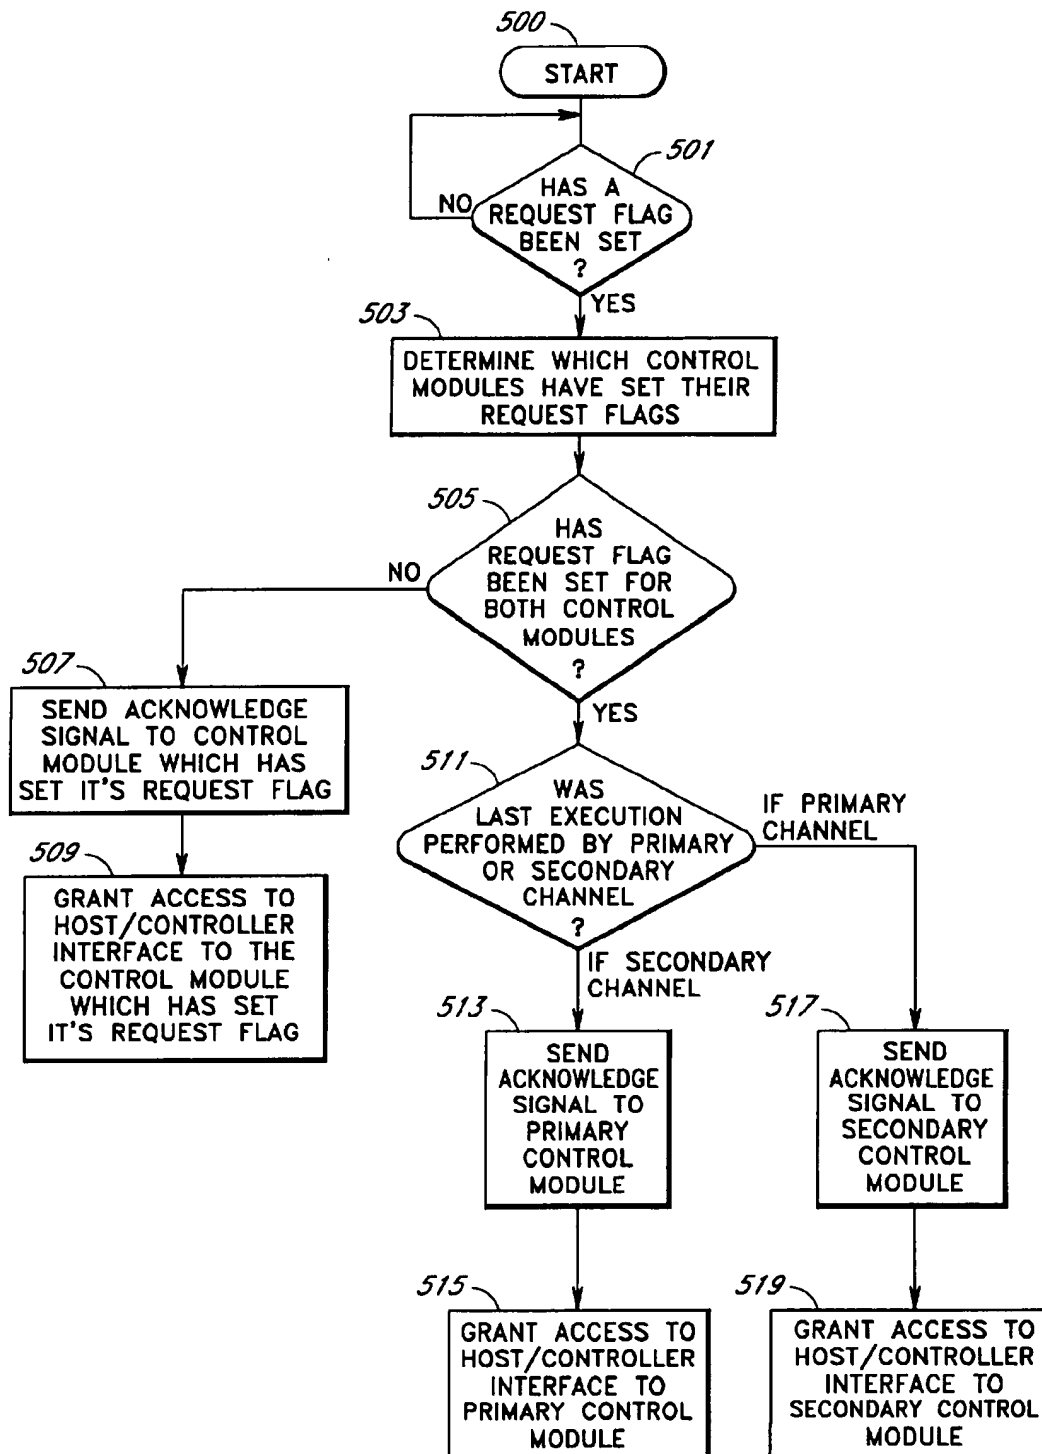 500
START
501
HAS A
REQUEST FLAG
BEEN SET
?
NO
YES
503
DETERMINE WHICH CONTROL
MODULES HAVE SET THEIR
REQUEST FLAGS
505
HAS
REQUEST FLAG
BEEN SET FOR
BOTH CONTROL
MODULES
?
NO
YES
507
SEND ACKNOWLEDGE
SIGNAL TO CONTROL
MODULE WHICH HAS
SET IT'S REQUEST FLAG
509
GRANT ACCESS TO
HOST/CONTROLLER
INTERFACE TO THE
CONTROL MODULE
WHICH HAS SET
IT'S REQUEST FLAG
511
WAS
LAST EXECUTION
PERFORMED BY PRIMARY
OR SECONDARY
CHANNEL
?
IF PRIMARY
CHANNEL
IF SECONDARY
CHANNEL
513
SEND
ACKNOWLEDGE
SIGNAL TO
PRIMARY
CONTROL
MODULE
517
SEND
ACKNOWLEDGE
SIGNAL TO
SECONDARY
CONTROL
MODULE
515
GRANT ACCESS TO
HOST/CONTROLLER
INTERFACE TO
PRIMARY CONTROL
MODULE
519
GRANT ACCESS TO
HOST/CONTROLLER
INTERFACE TO
SECONDARY CONTROL
MODULE